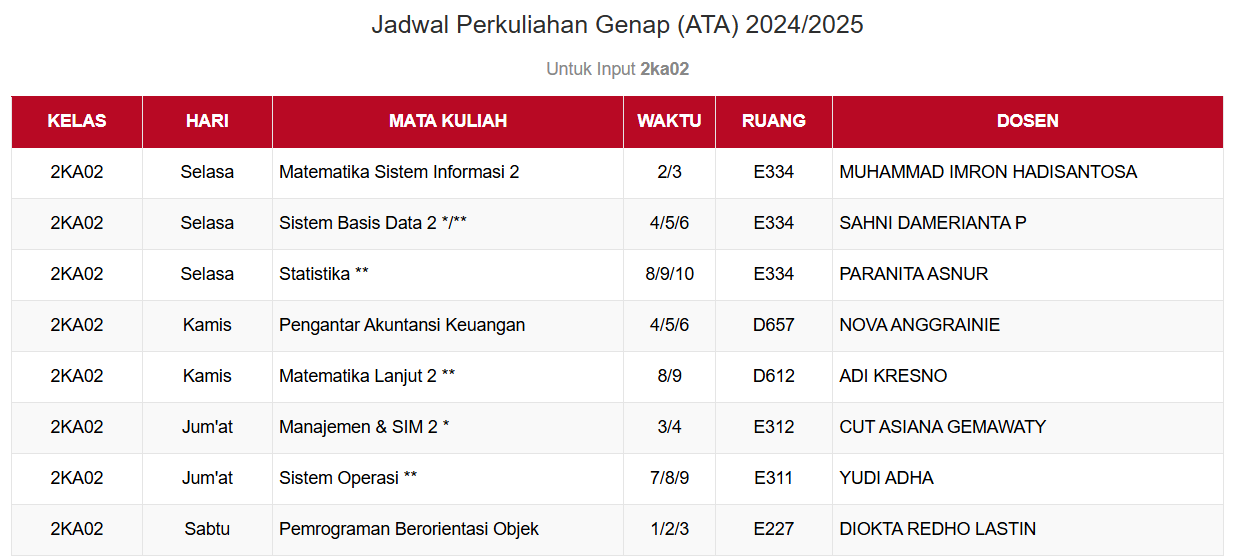 Jadwal Perkuliahan Genap (ATA) 2024/2025
Untuk Input 2ka02
KELAS HARI MATA KULIAH WAKTU RUANG DOSEN
2KA02 Selasa Matematika Sistem Informasi 2 2/3 E334 MUHAMMAD IMRON HADISANTOSA
2KA02 Selasa Sistem Basis Data 2 */** 4/5/6 E334 SAHNI DAMERIANTA P
2KA02 Selasa Statistika ** 8/9/10 E334 PARANITA ASNUR
2KA02 Kamis Pengantar Akuntansi Keuangan 4/5/6 D657 NOVA ANGGRAINIE
2KA02 Kamis Matematika Lanjut 2 ** 8/9 D612 ADI KRESNO
2KA02 Jum'at Manajemen & SIM 2 * 3/4 E312 CUT ASIANA GEMAWATY
2KA02 Jum'at Sistem Operasi ** 7/8/9 E311 YUDI ADHA
2KA02 Sabtu Pemrograman Berorientasi Objek 1/2/3 E227 DIOKTA REDHO LASTIN